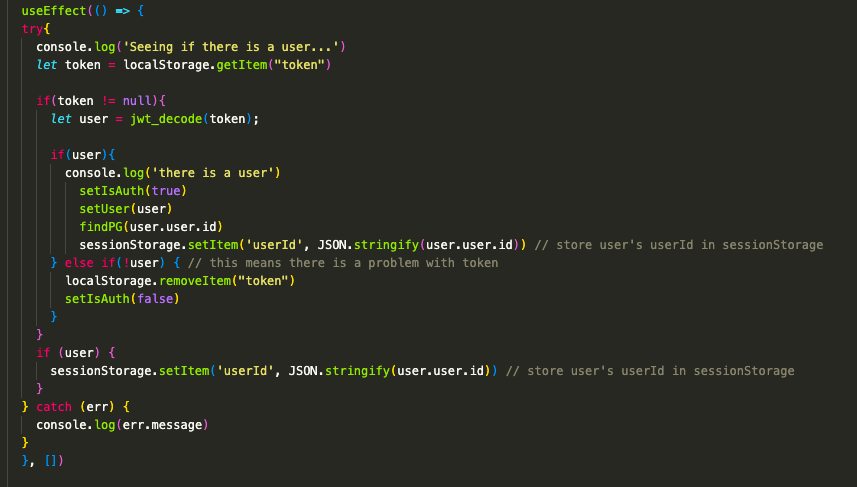 useEffect(() => {
try{
  console.log('Seeing if there is a user...')
  let token = localStorage.getItem("token")
  if(token != null){
    let user = jwt_decode(token);
    if(user){
      console.log('there is a user')
        setIsAuth(true)
        setUser(user)
        findPG(user.user.id)
        sessionStorage.setItem('userId', JSON.stringify(user.user.id)) // store user's userId in sessionStorage
    } else if(!user) { // this means there is a problem with token
      localStorage.removeItem("token")
      setIsAuth(false)
    }
  }
  if (user) {
    sessionStorage.setItem('userId', JSON.stringify(user.user.id)) // store user's userId in sessionStorage
  }
} catch (err) {
  console.log(err.message)
}
}, [])